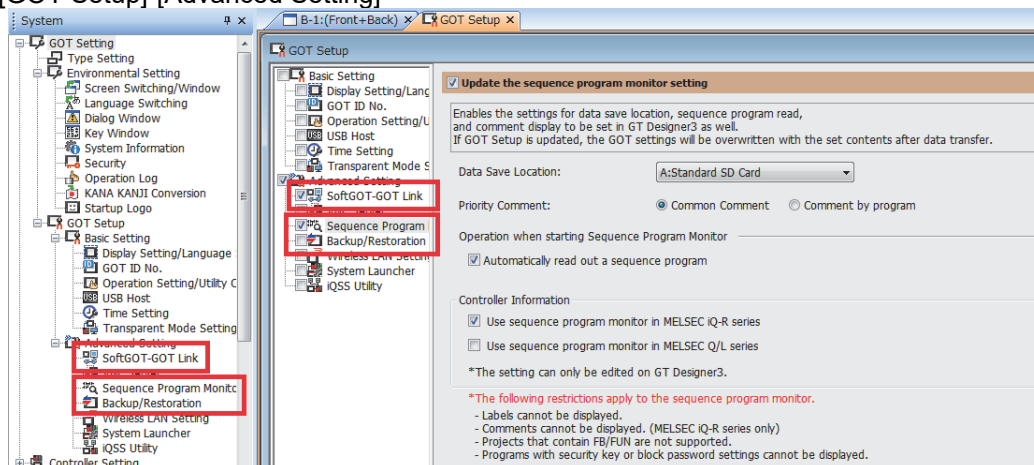 [GOT Setup]-[Advanced Setting]
System
B-1:(Front+Back)
GOT Setup
GOT Setting
Type Setting
Environmental Setting
Screen Switching/Window
Language Switching
Dialog Window
Key Window
System Information
Security
Operation Log
KANA KANJI Conversion
Startup Logo
GOT Setup
Basic Setting
Display Setting/Language
GOT ID No.
Operation Setting/Utility C
USB Host
Time Setting
Transparent Mode Setting
Advanced Setting
SoftGOT-GOT Link
Sequence Program Monito
Backup/Restoration
Wireless LAN Setting
System Launcher
iQSS Utility
Controller Setting
GOT Setup
Basic Setting
Display Setting/Lang
GOT ID No.
Operation Setting/U
USB Host
Time Setting
Transparent Mode S
Advanced Setting
SoftGOT-GOT Link
Sequence Program
Backup/Restoration
Wireless LAN Setting
System Launcher
iQSS Utility
Update the sequence program monitor setting
Enables the settings for data save location, sequence program read,
and comment display to be set in GT Designer3 as well.
If GOT Setup is updated, the GOT settings will be overwritten with the set contents after data transfer.
Data Save Location: A:Standard SD Card
Priority Comment: Common Comment Comment by program
Operation when starting Sequence Program Monitor
Automatically read out a sequence program
Controller Information
Use sequence program monitor in MELSEC iQ-R series
Use sequence program monitor in MELSEC Q/L series
*The setting can only be edited on GT Designer3.
*The following restrictions apply to the sequence program monitor.
- Labels cannot be displayed.
- Comments cannot be displayed. (MELSEC iQ-R series only)
- Projects that contain FB/FUN are not supported.
- Programs with security key or block password settings cannot be displayed.